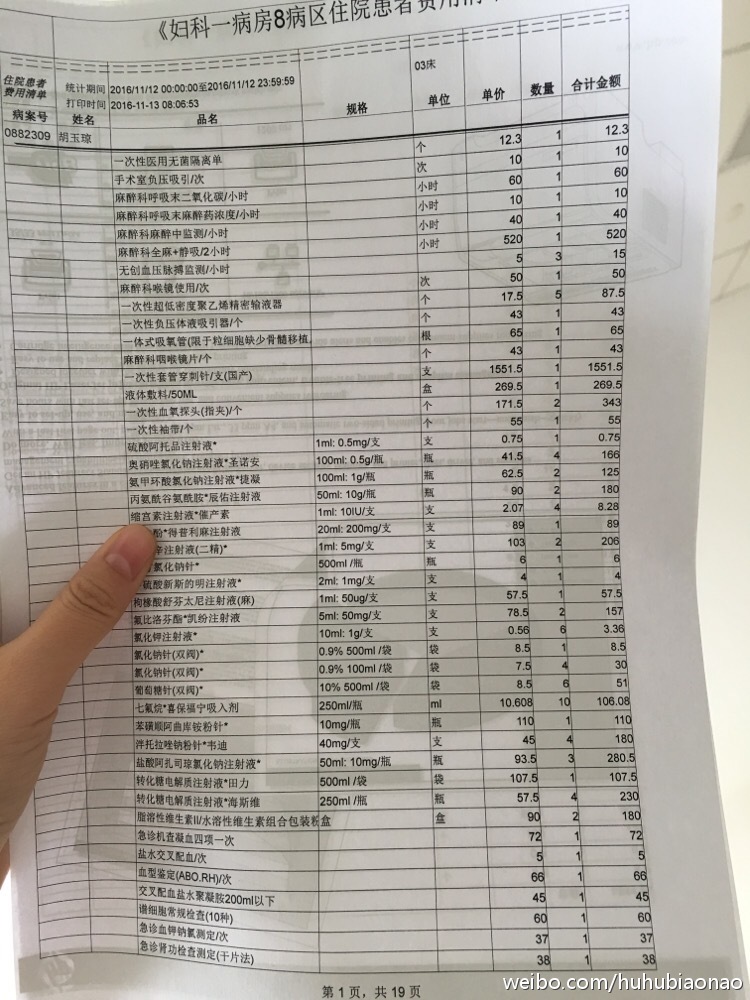 《妇科一病房8病区住院患者费用清单
住院患者费用清单 统计期间 2016/11/12 00:00:00至2016/11/12 23:59:59 03床
打印时间 2016-11-13 08:06:53
病案号 姓名 品名 规格 单位 单价 数量 合计金额
0882309 胡玉琼
一次性医用无菌隔离单 个 12.3 1 12.3
手术室负压吸引/次 次 10 1 10
麻醉科呼吸末二氧化碳/小时 小时 60 1 60
麻醉科呼吸末麻醉药浓度/小时 小时 10 1 10
麻醉科麻醉中监测/小时 小时 40 1 40
麻醉科全麻+静吸/2小时 小时 520 1 520
无创血压脉搏监测/小时 5 3 15
麻醉科喉镜使用/次 次 50 1 50
一次性超低密度聚乙烯精密输液器 个 17.5 5 87.5
一次性负压体液吸引器/个 个 43 1 43
一体式吸氧管(限于粒细胞缺少骨髓移植 根 65 1 65
麻醉科咽喉镜片/个 个 43 1 43
一次性套管穿刺针/支(国产) 支 1551.5 1 1551.5
液体敷料/50ML 盒 269.5 1 269.5
一次性血氧探头(指夹)/个 个 171.5 2 343
一次性袖带/个 个 55 1 55
硫酸阿托品注射液* 1ml: 0.5mg/支 支 0.75 1 0.75
奥硝唑氯化钠注射液*圣诺安 100ml: 0.5g/瓶 瓶 41.5 4 166
氨甲环酸氯化钠注射液*捷凝 100ml: 1g/瓶 瓶 62.5 2 125
丙氨酰谷氨酰胺*辰佑注射液 50ml: 10g/瓶 瓶 90 2 180
缩宫素注射液*催产素 1ml: 10IU/支 支 2.07 4 8.28
酚*得普利麻注射液 20ml: 200mg/支 支 89 1 89
注射液(二精)* 1ml: 5mg/支 支 103 2 206
氯化钠针* 500ml /瓶 瓶 6 1 6
硫酸新斯的明注射液* 2ml: 1mg/支 支 4 1 4
枸橼酸舒芬太尼注射液(麻) 1ml: 50ug/支 支 57.5 1 57.5
氟比洛芬酯*凯纷注射液 5ml: 50mg/支 支 78.5 2 157
氯化钾注射液* 10ml: 1g/支 支 0.56 6 3.36
氯化钠针(双阀)* 0.9% 500ml /袋 袋 8.5 1 8.5
氯化钠针(双阀)* 0.9% 100ml /袋 袋 7.5 4 30
葡萄糖针(双阀)* 10% 500ml /袋 袋 8.5 6 51
七氟烷*喜保福宁吸入剂 250ml/瓶 ml 10.608 10 106.08
苯磺顺阿曲库铵粉针* 10mg/瓶 瓶 110 1 110
泮托拉唑钠粉针*韦迪 40mg/支 支 45 4 180
盐酸阿扎司琼氯化钠注射液* 50ml: 10mg/瓶 瓶 93.5 3 280.5
转化糖电解质注射液*田力 500ml /袋 袋 107.5 1 107.5
转化糖电解质注射液*海斯维 250ml /瓶 瓶 57.5 4 230
脂溶性维生素II/水溶性维生素组合包装粉 盒 盒 90 2 180
急诊机查凝血四项一次 72 1 72
盐水交叉配血/次 5 1 5
血型鉴定(ABO.RH)/次 66 1 66
交叉配血盐水聚凝胺200ml以下 45 1 45
谱细胞常规检查(10种) 60 1 60
急诊血钾钠氯测定/次 37 1 37
急诊肾功检查测定(干片法) 38 1 38
第 1 页，共 19 页
weibo.com/huhubiaonao